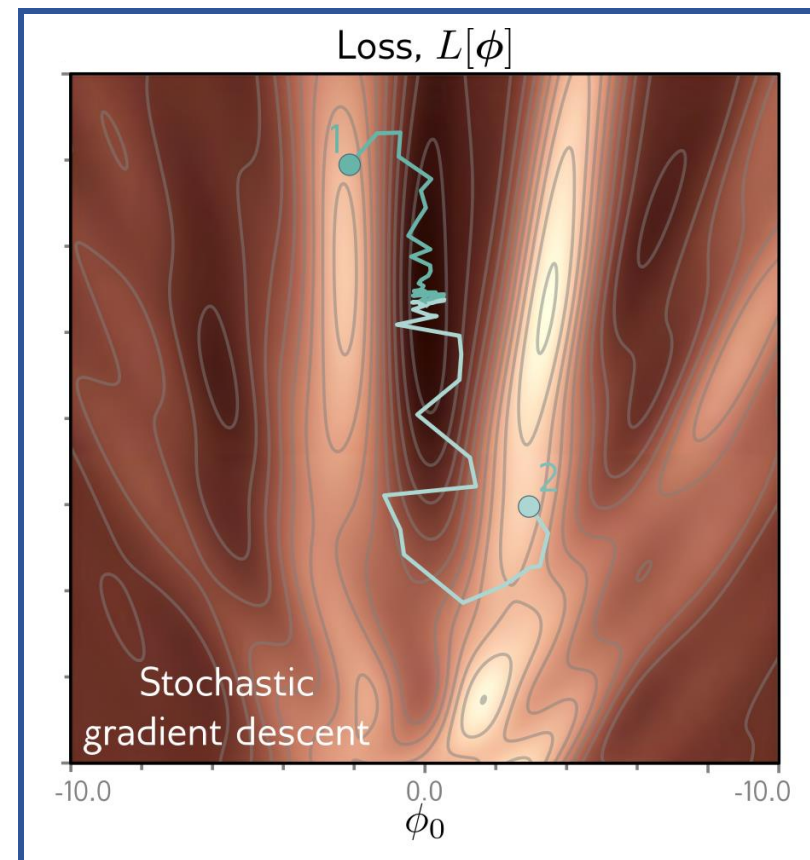 Loss, L[ϕ]
1
2
Stochastic
gradient descent
-10.0 0.0 -10.0
ϕ₀